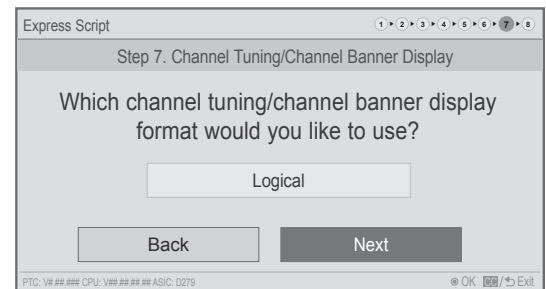 Express Script
1 2 3 4 5 6 7 8
Step 7. Channel Tuning/Channel Banner Display
Which channel tuning/channel banner display
format would you like to use?
Logical
Back Next
PTC: V#.##.### CPU: V##.##.##.## ASIC: D279 OK CC / Exit